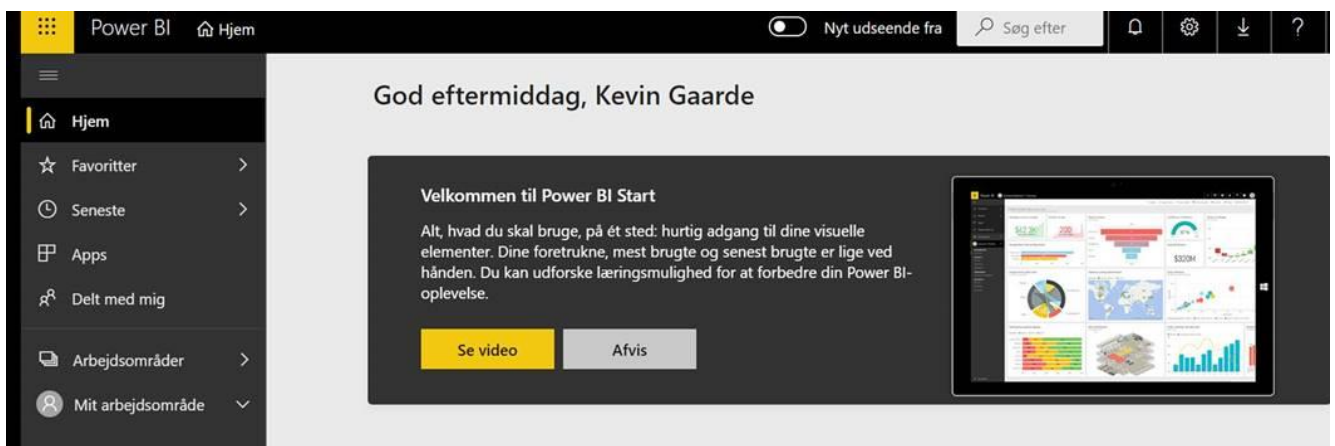 Power BI
Hjem
Nyt udseende fra
Søg efter
?
Hjem
Favoritter
Seneste
Apps
Delt med mig
Arbejdsområder
Mit arbejdsområde
God eftermiddag, Kevin Gaarde
Velkommen til Power BI Start
Alt, hvad du skal bruge, på ét sted: hurtig adgang til dine visuelle
elementer. Dine foretrukne, mest brugte og senest brugte er lige ved
hånden. Du kan udforske læringsmulighed for at forbedre din Power BI-
oplevelse.
Se video
Afvis
$320M